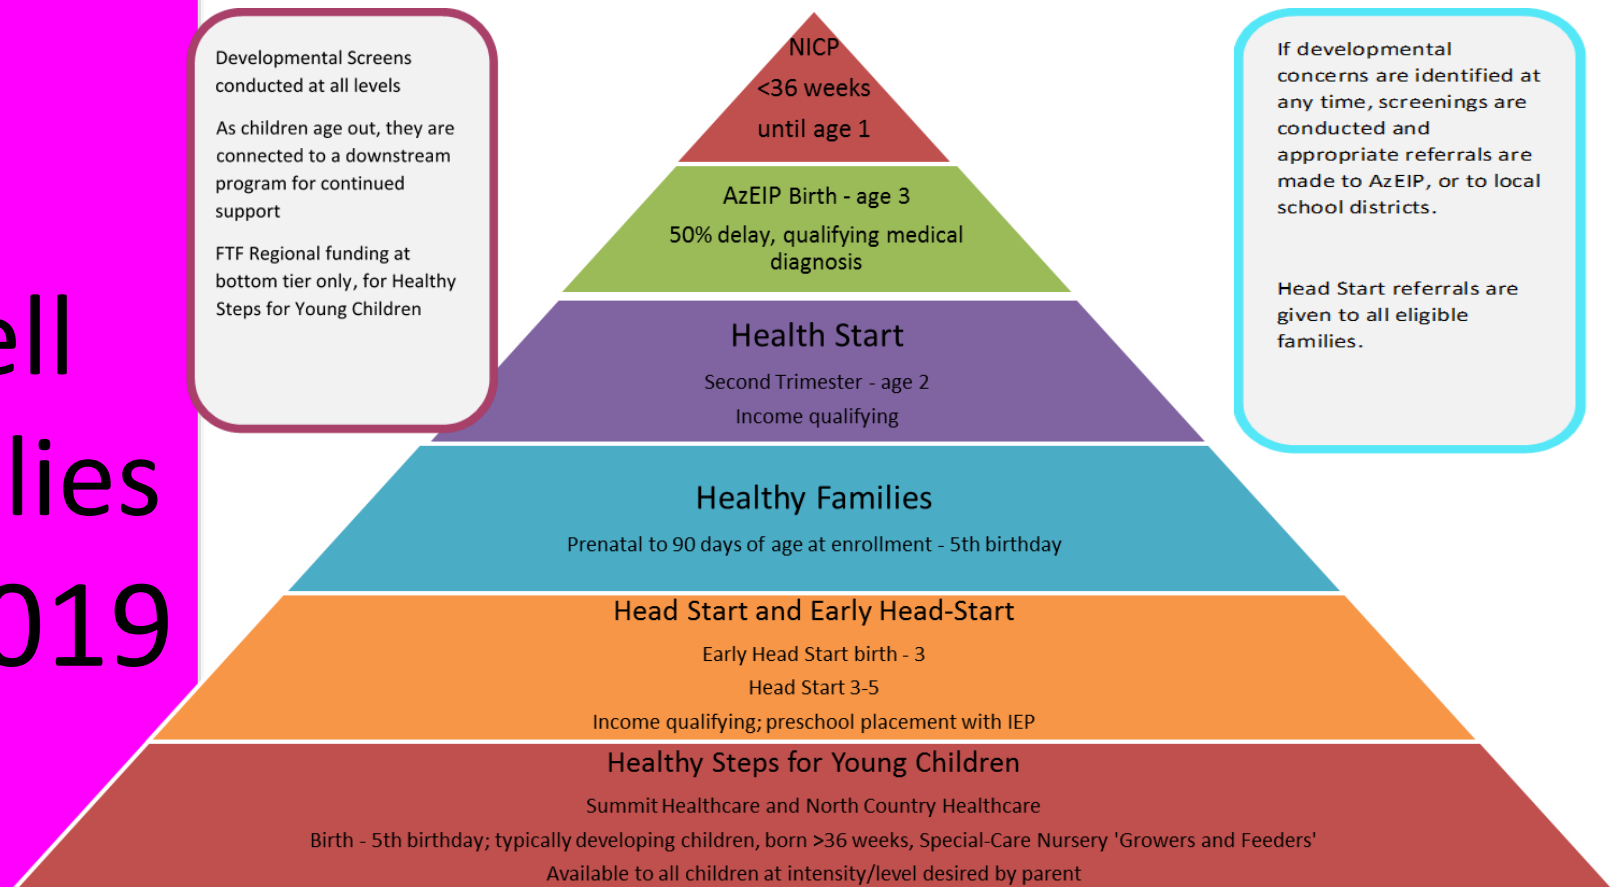 ell
lies
019
Developmental Screens
conducted at all levels
As children age out, they are
connected to a downstream
program for continued
support
FTF Regional funding at
bottom tier only, for Healthy
Steps for Young Children
NICP
<36 weeks
until age 1
AzEIP Birth - age 3
50% delay, qualifying medical
diagnosis
Health Start
Second Trimester - age 2
Income qualifying
Healthy Families
Prenatal to 90 days of age at enrollment - 5th birthday
Head Start and Early Head-Start
Early Head Start birth - 3
Head Start 3-5
Income qualifying; preschool placement with IEP
Healthy Steps for Young Children
Summit Healthcare and North Country Healthcare
Birth - 5th birthday; typically developing children, born >36 weeks, Special-Care Nursery 'Growers and Feeders'
Available to all children at intensity/level desired by parent
If developmental
concerns are identified at
any time, screenings are
conducted and
appropriate referrals are
made to AzEIP, or to local
school districts.
Head Start referrals are
given to all eligible
families.